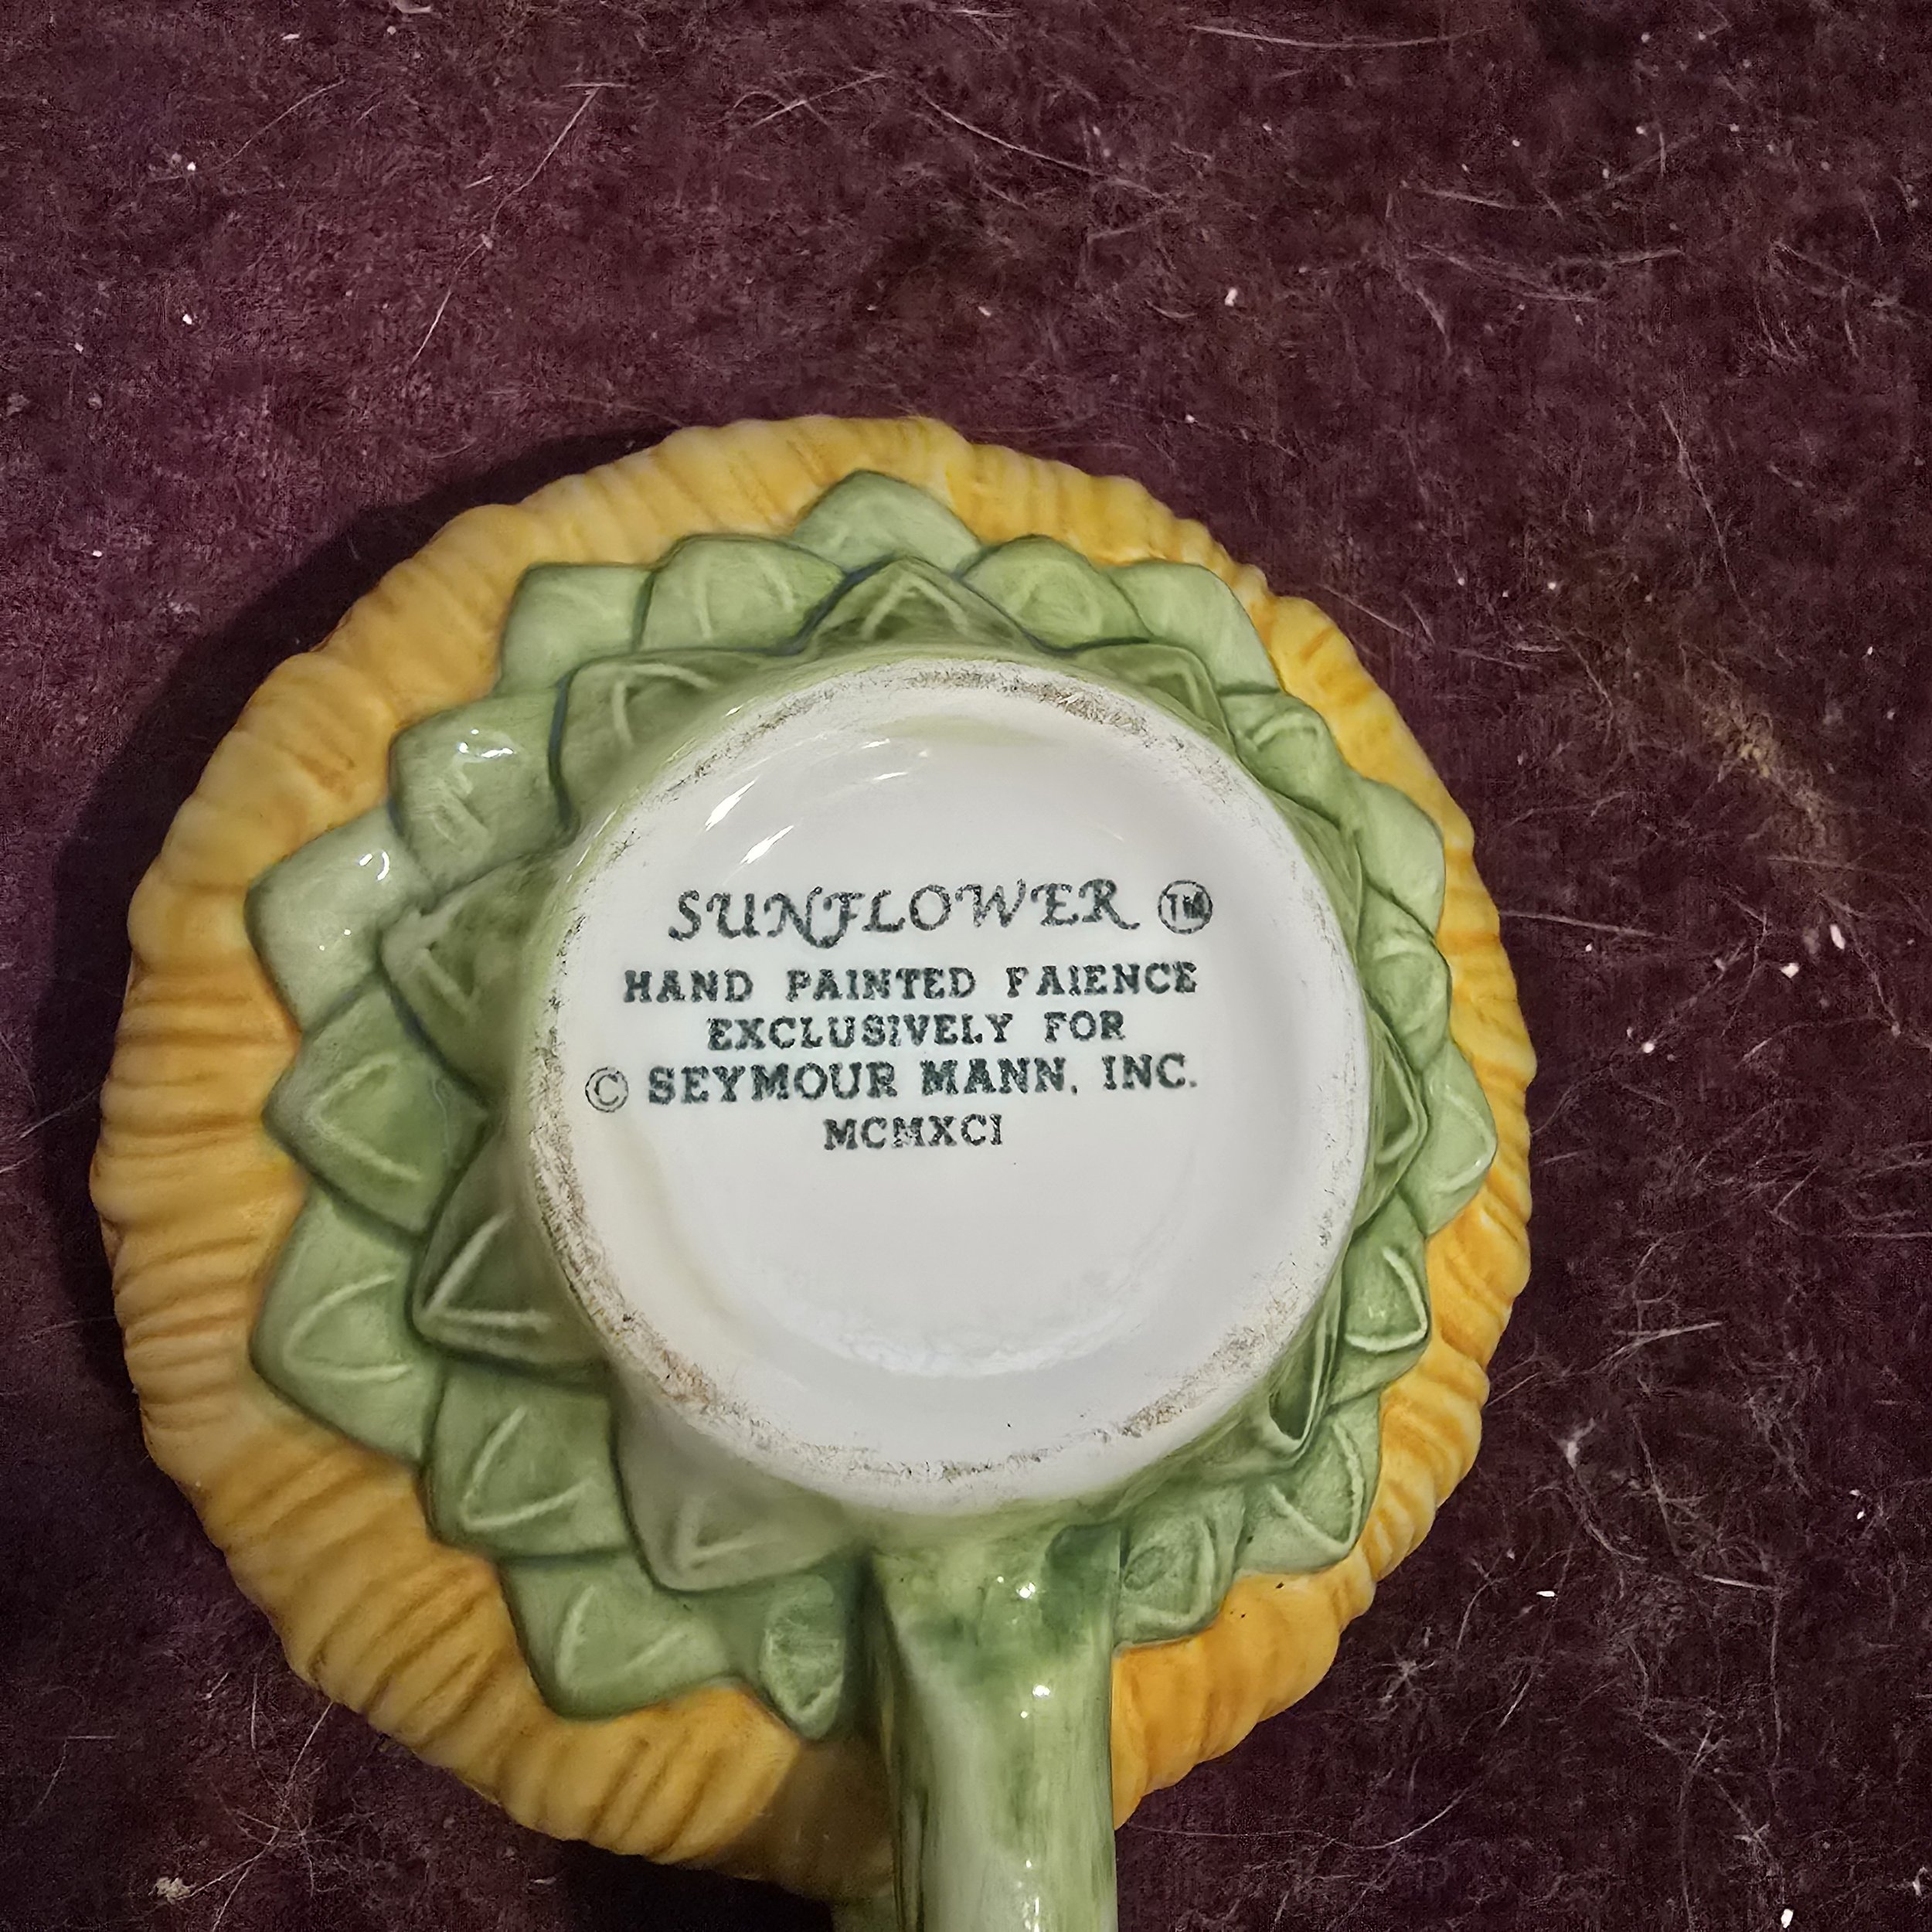 SUNFLOWER ™
HAND PAINTED FAIENCE
EXCLUSIVELY FOR
© SEYMOUR MANN, INC.
MCMXCI